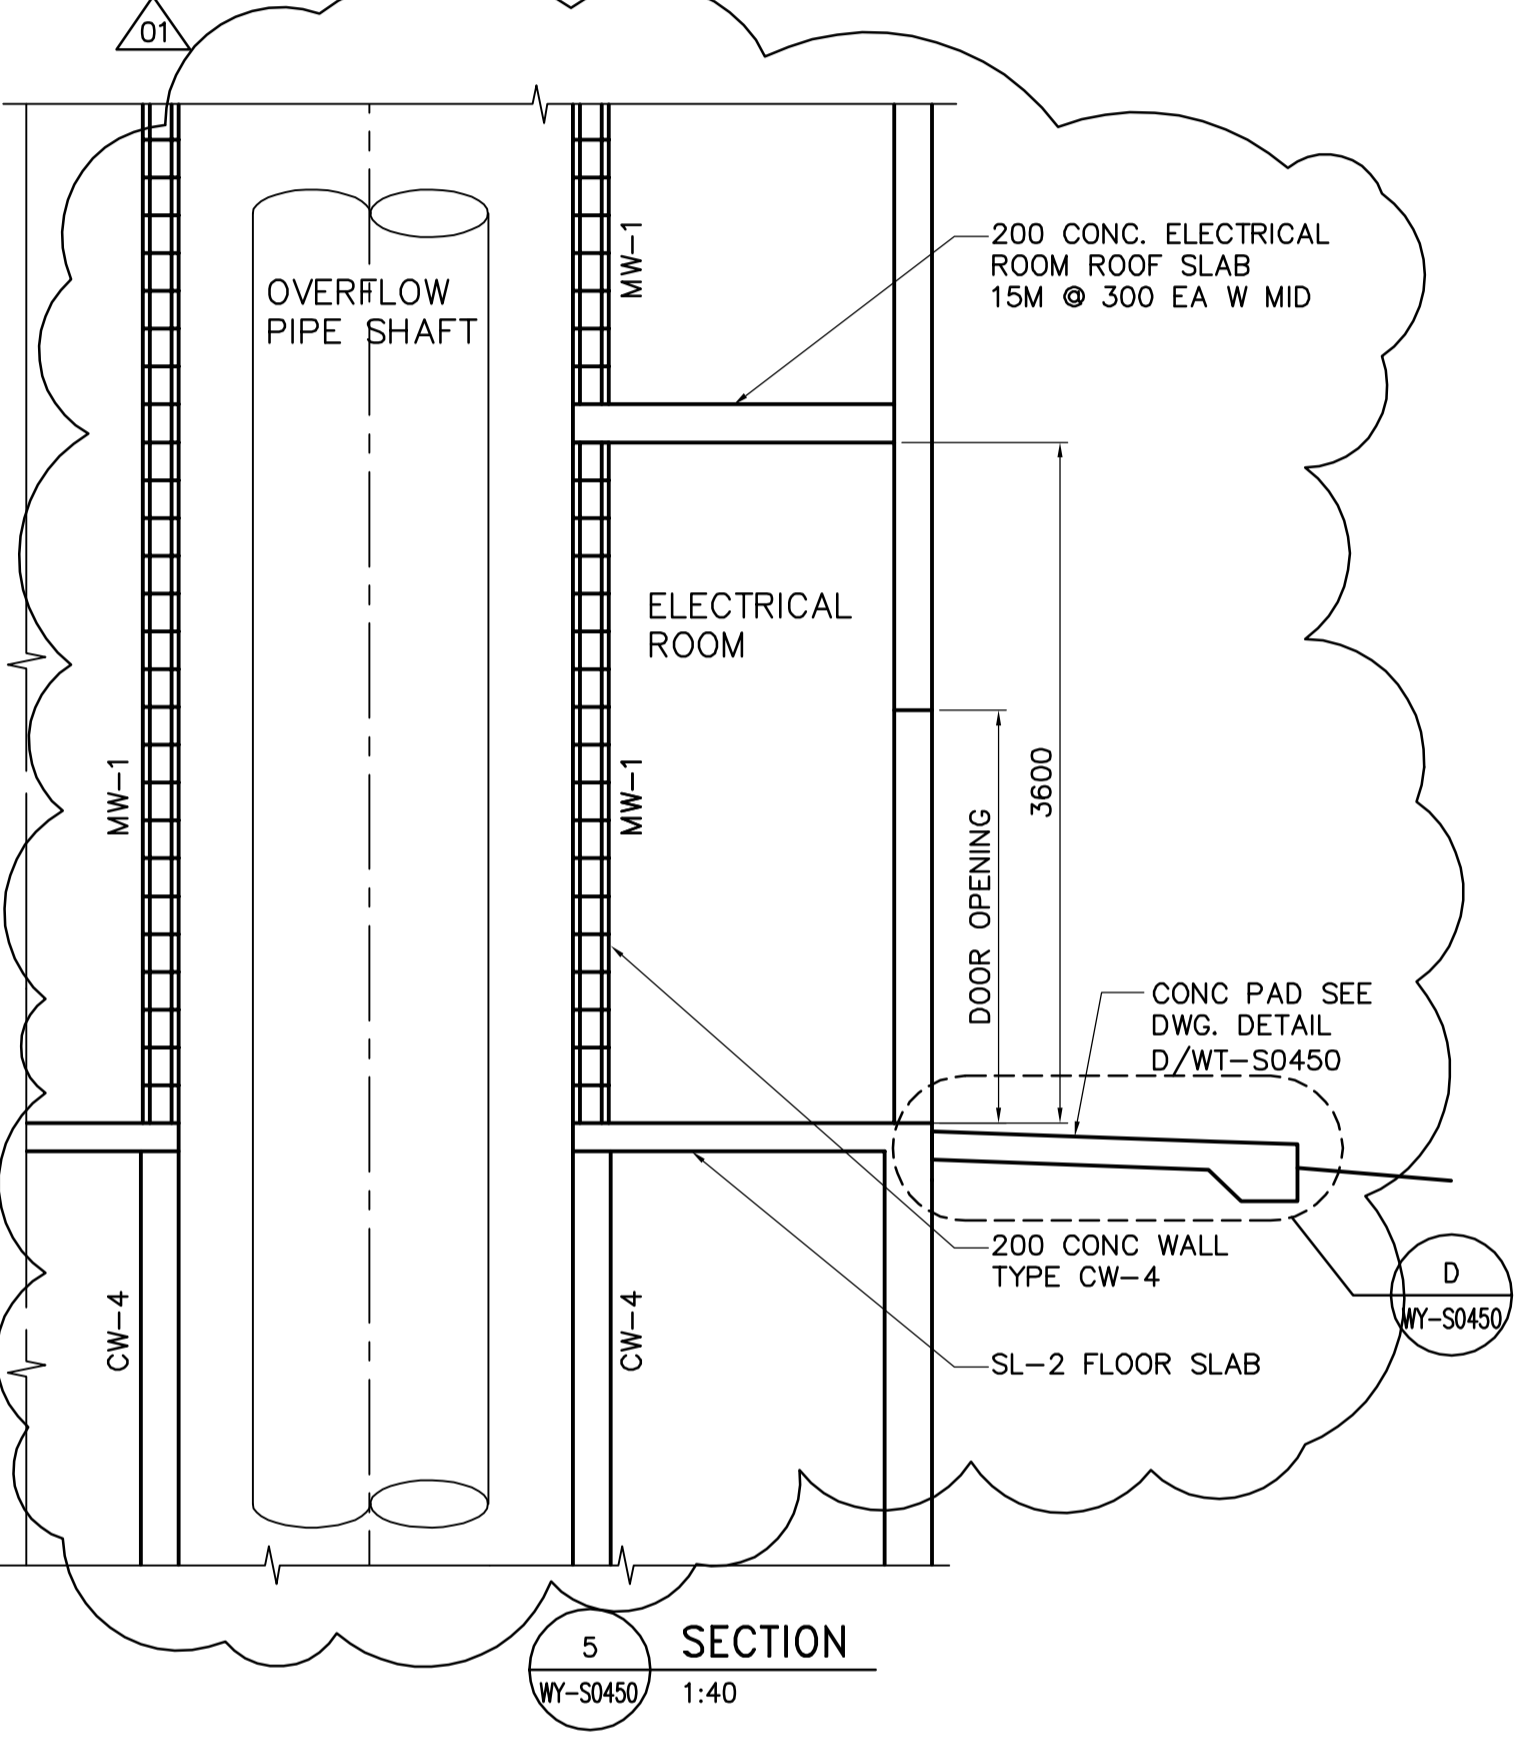 01
200 CONC. ELECTRICAL
ROOM ROOF SLAB
15M @ 300 EA W MID
MW-1
OVERFLOW
PIPE SHAFT
ELECTRICAL
ROOM
MW-1
MW-1
3600
DOOR OPENING
CONC PAD SEE
DWG. DETAIL
D/WT-S0450
200 CONC WALL
TYPE CW-4
D
WY-S0450
CW-4
CW-4
SL-2 FLOOR SLAB
5
WY-S0450
SECTION
1:40